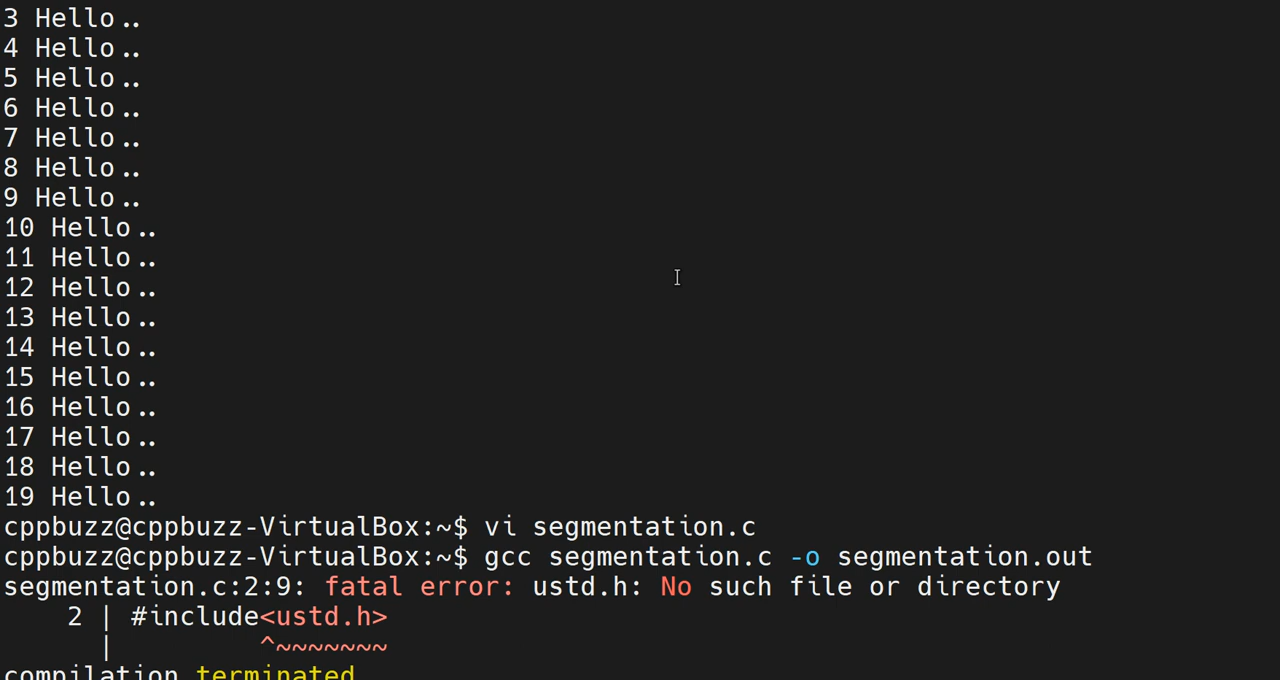 3 Hello..
4 Hello..
5 Hello..
6 Hello..
7 Hello..
8 Hello..
9 Hello..
10 Hello..
11 Hello..
12 Hello..
13 Hello..
14 Hello..
15 Hello..
16 Hello..
17 Hello..
18 Hello..
19 Hello..
cppbuzz@cppbuzz-VirtualBox:~$ vi segmentation.c
cppbuzz@cppbuzz-VirtualBox:~$ gcc segmentation.c -o segmentation.out
segmentation.c:2:9: fatal error: ustd.h: No such file or directory
    2 | #include<ustd.h>
      |         ^~~~~~~~
compilation terminated